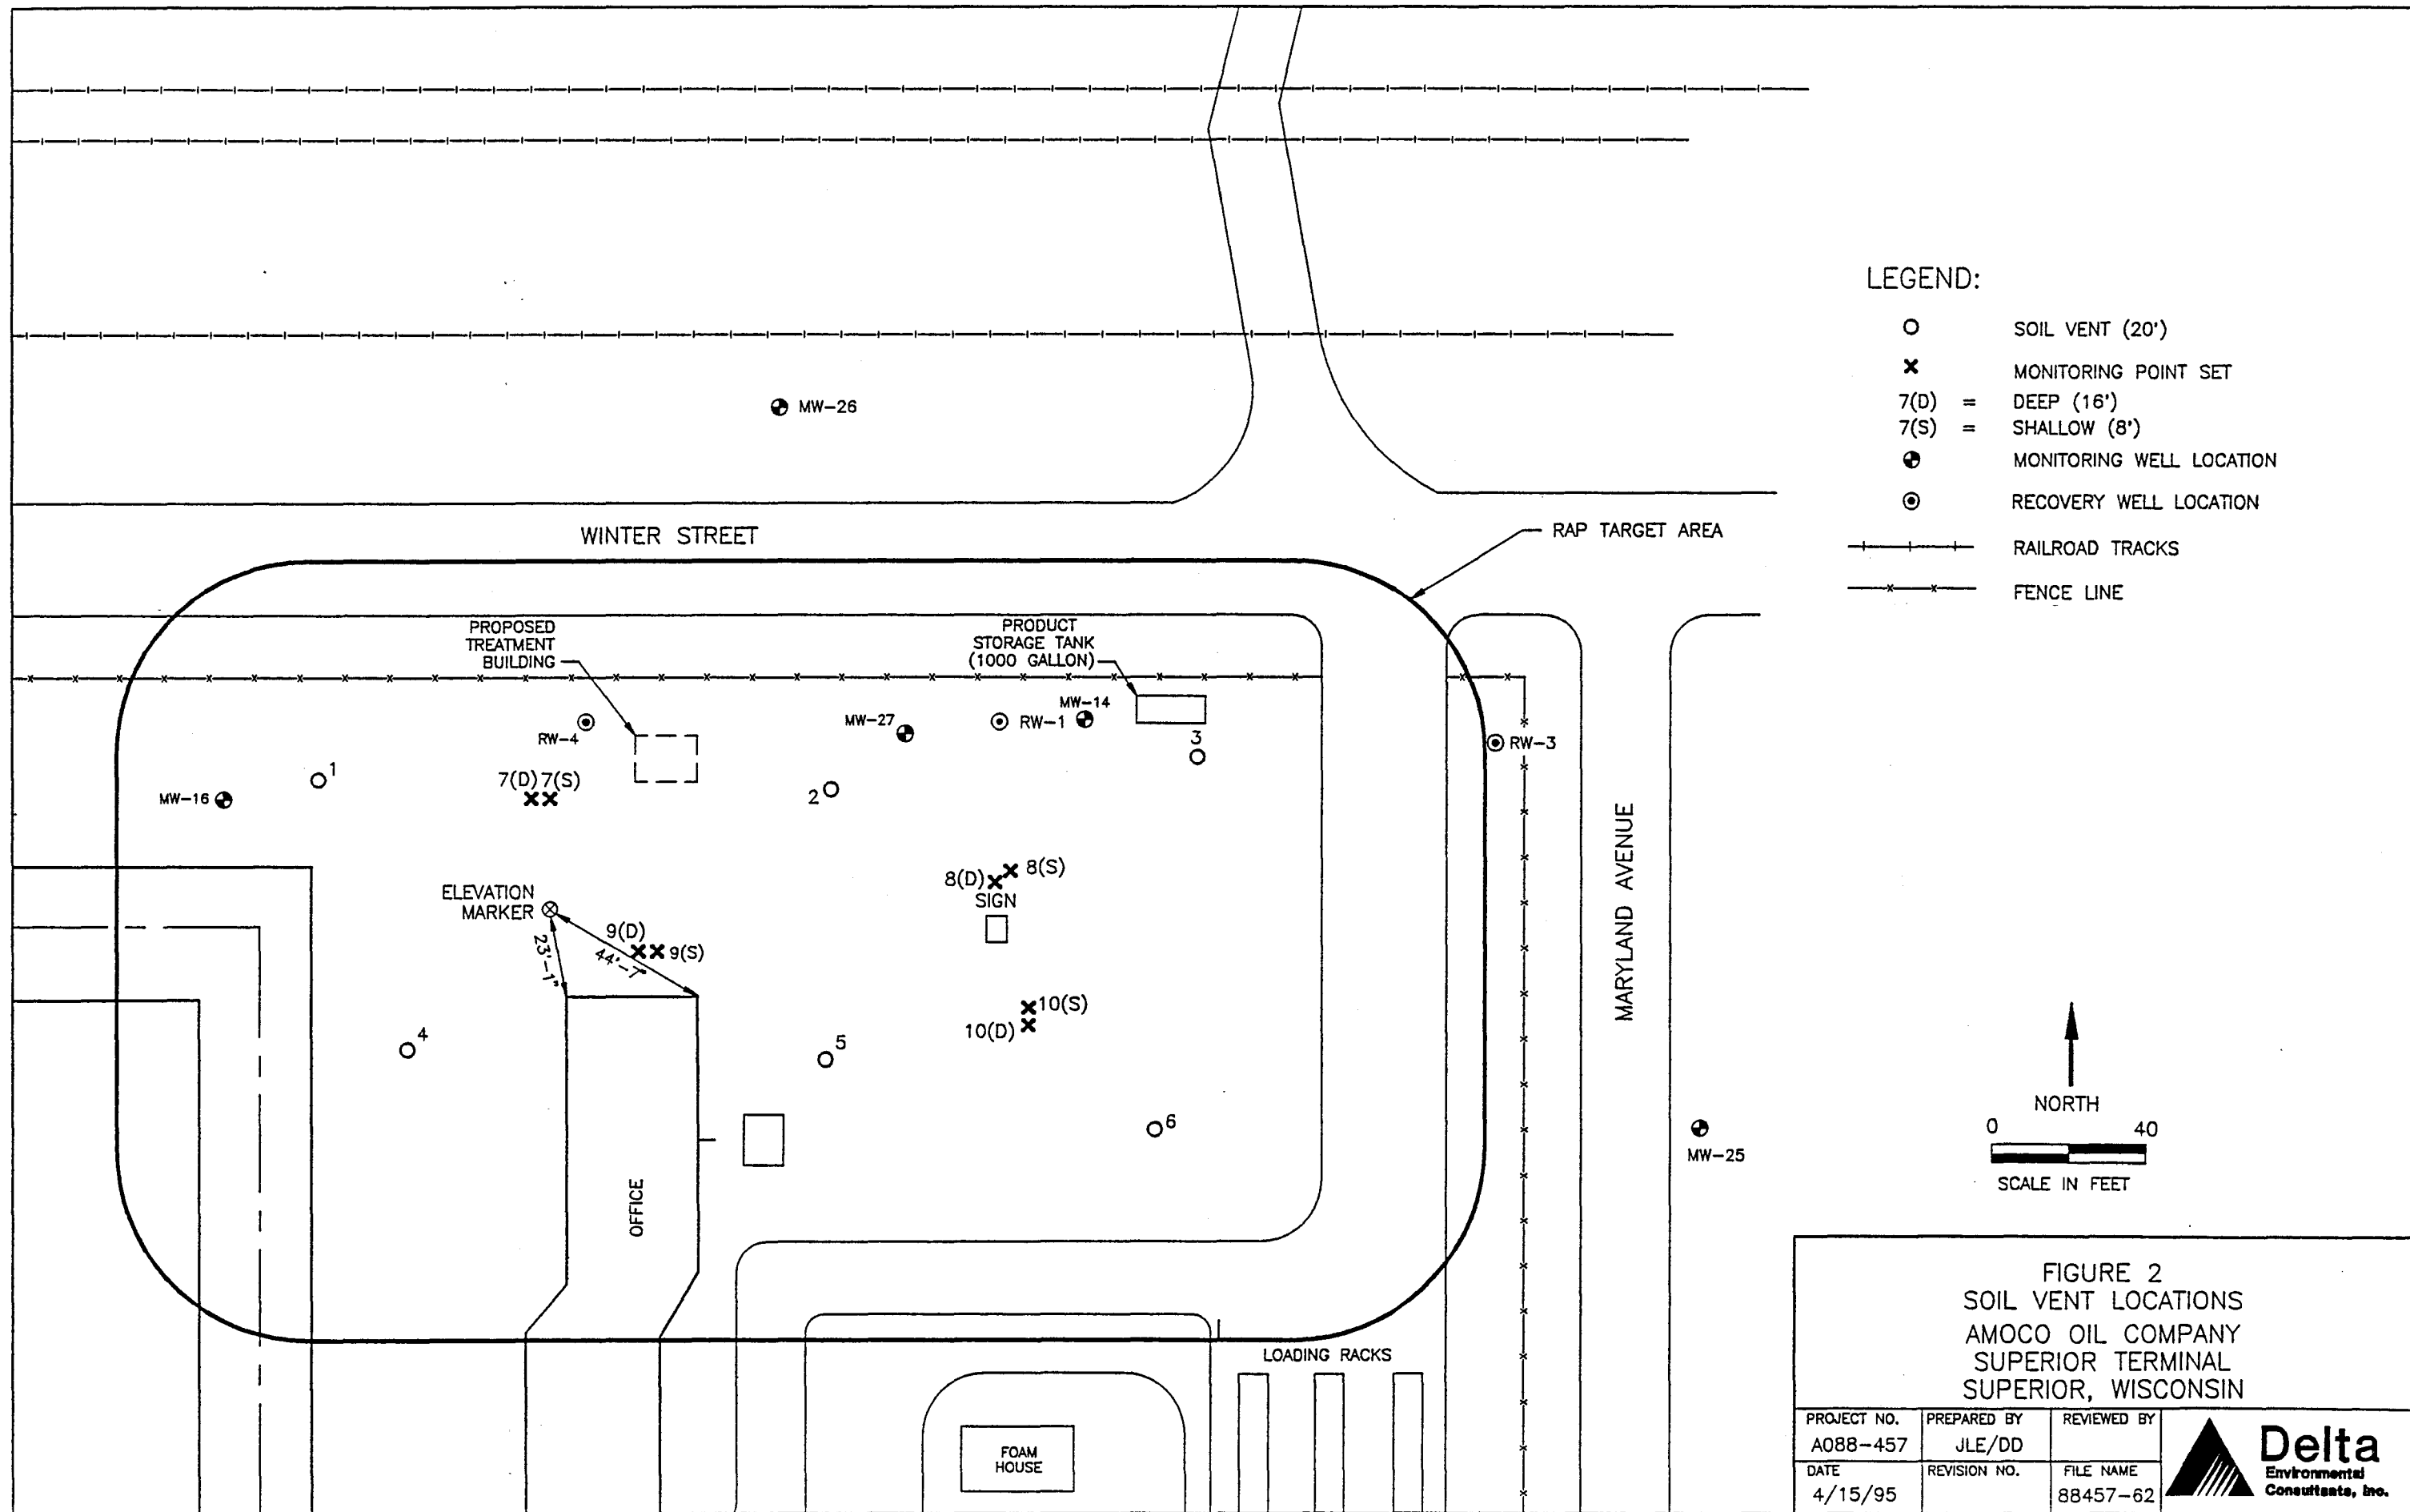 LEGEND:
SOIL VENT (20')
MONITORING POINT SET
7(D) = DEEP (16')
7(S) = SHALLOW (8')
MONITORING WELL LOCATION
RECOVERY WELL LOCATION
RAILROAD TRACKS
FENCE LINE
MW-26
WINTER STREET
RAP TARGET AREA
PROPOSED
TREATMENT
BUILDING
PRODUCT
STORAGE TANK
(1000 GALLON)
MW-14
MW-27
RW-1
RW-4
3
RW-3
1
7(D) 7(S)
MW-16
2
8(S)
8(D)
SIGN
ELEVATION
MARKER
9(D)
9(S)
23'-1"
44'-7"
MARYLAND AVENUE
10(S)
10(D)
4
5
6
OFFICE
MW-25
NORTH
0 40
SCALE IN FEET
LOADING RACKS
FOAM
HOUSE
FIGURE 2
SOIL VENT LOCATIONS
AMOCO OIL COMPANY
SUPERIOR TERMINAL
SUPERIOR, WISCONSIN
PROJECT NO. PREPARED BY REVIEWED BY
A088-457 JLE/DD
DATE REVISION NO. FILE NAME
4/15/95 88457-62
Delta
Environmental
Consultants, Inc.